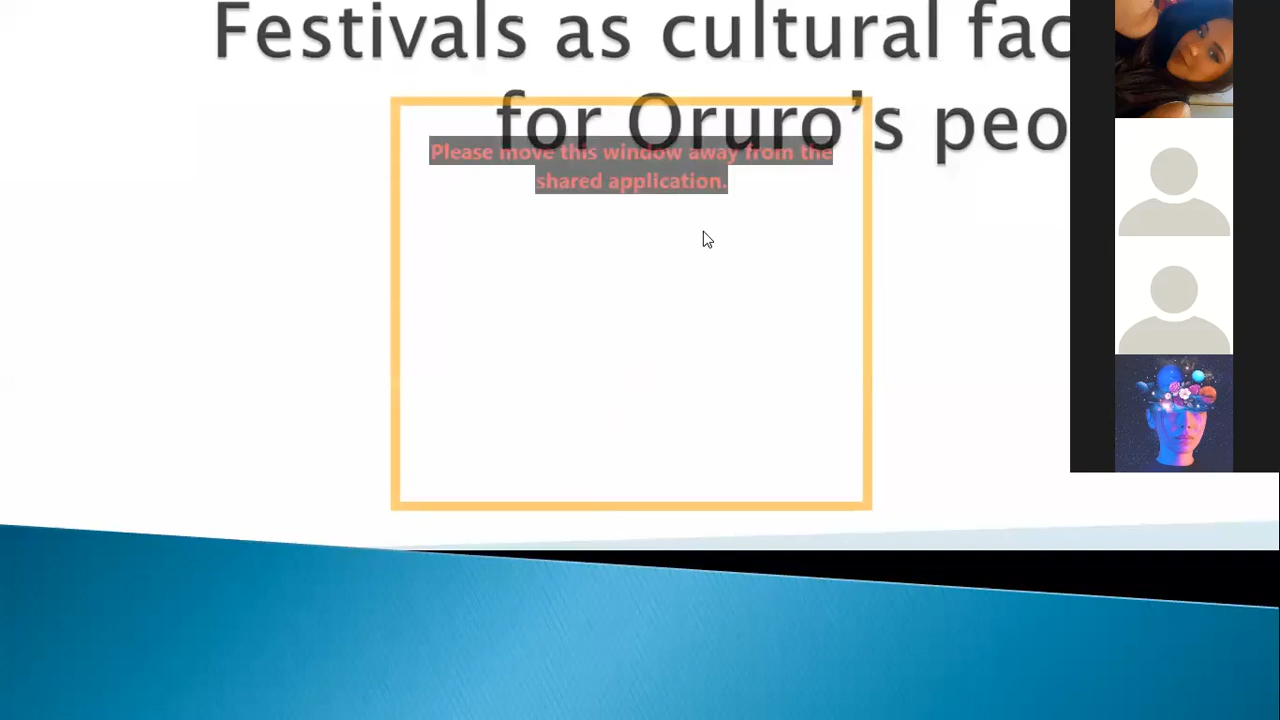 Festivals as cultural fac
for Oruro’s peo
Please move this window away from the
shared application.